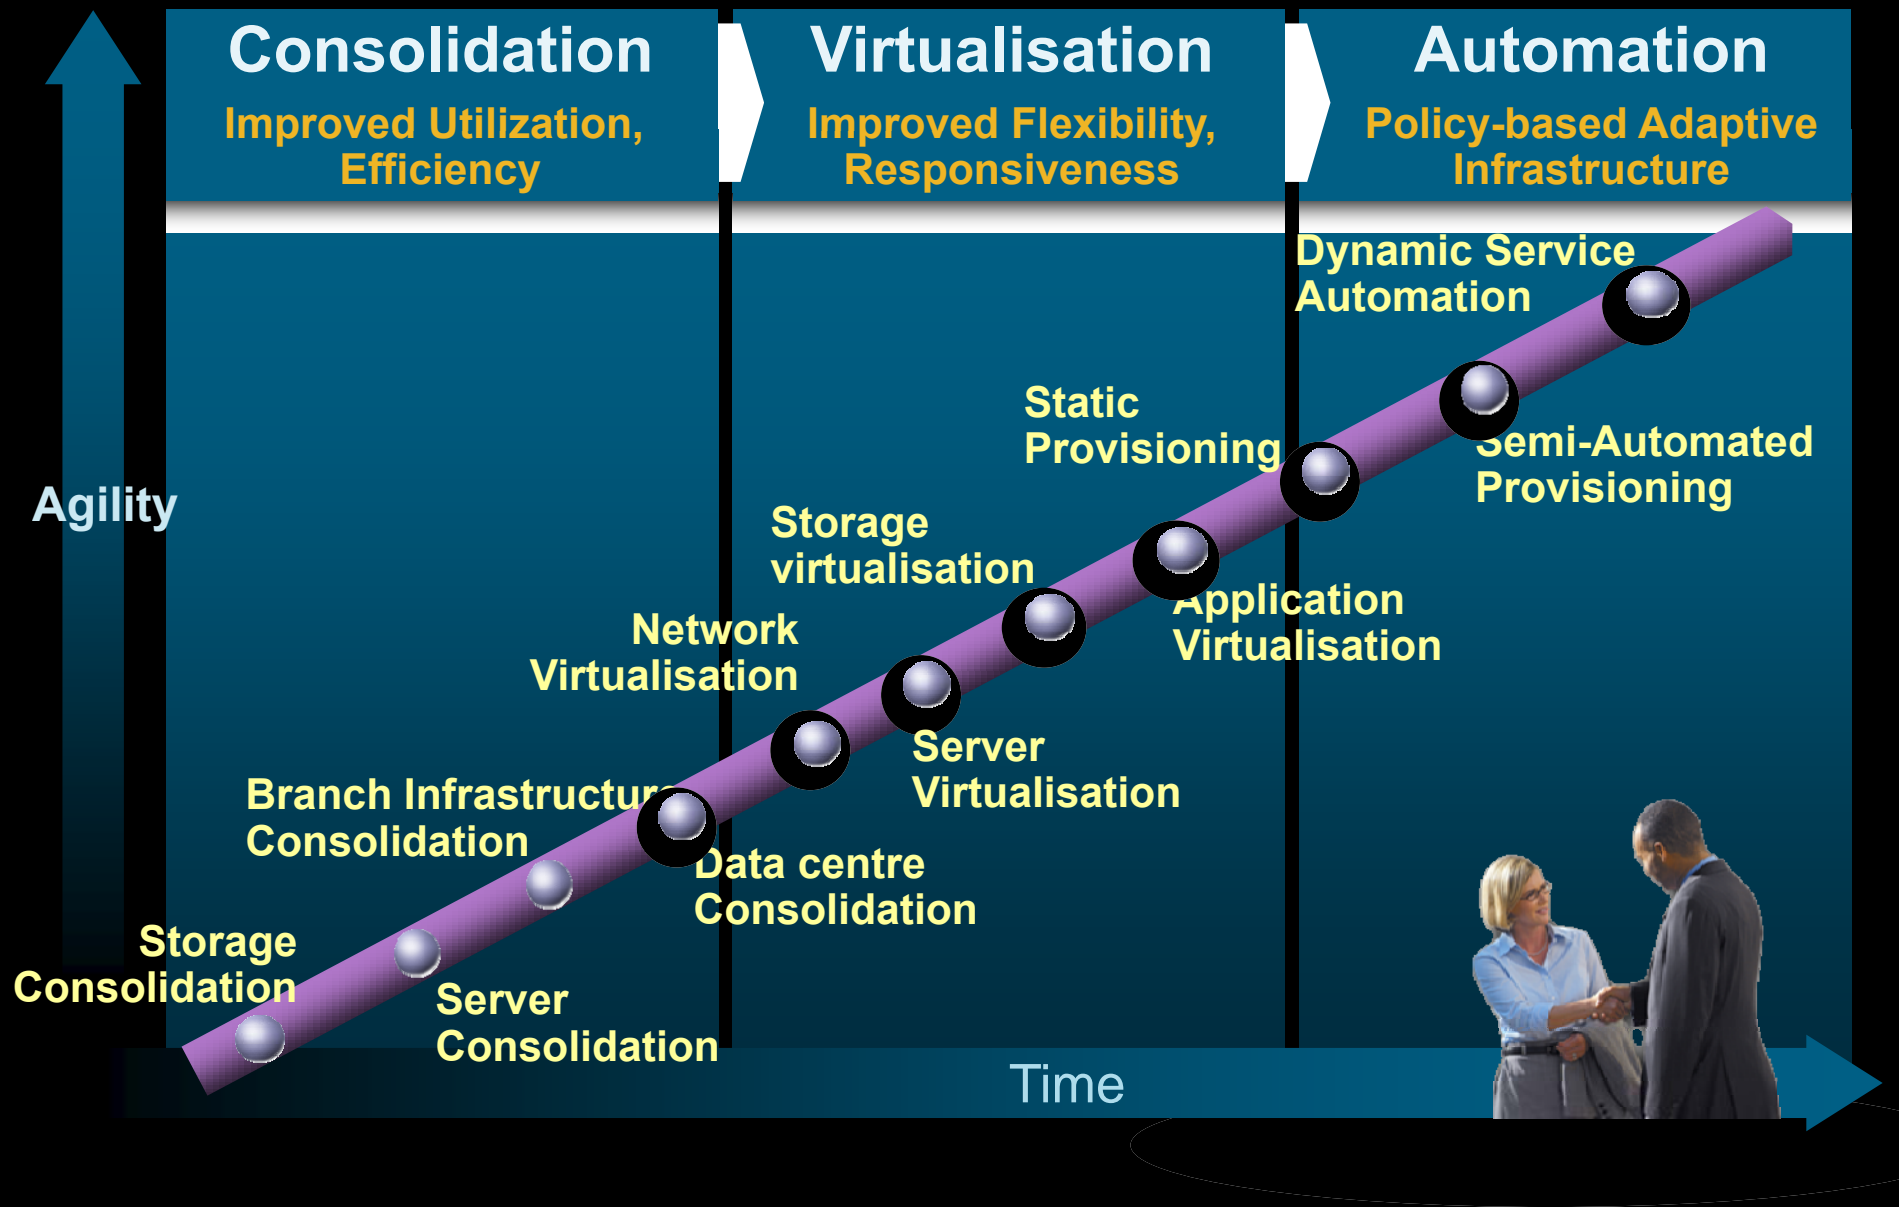 Consolidation
Improved Utilization,
Efficiency
Virtualisation
Improved Flexibility,
Responsiveness
Automation
Policy-based Adaptive
Infrastructure
Dynamic Service
Automation
Static
Provisioning
Semi-Automated
Provisioning
Agility
Storage
virtualisation
Application
Virtualisation
Network
Virtualisation
Server
Virtualisation
Branch Infrastructure
Consolidation
Data centre
Consolidation
Storage
Consolidation
Server
Consolidation
Time